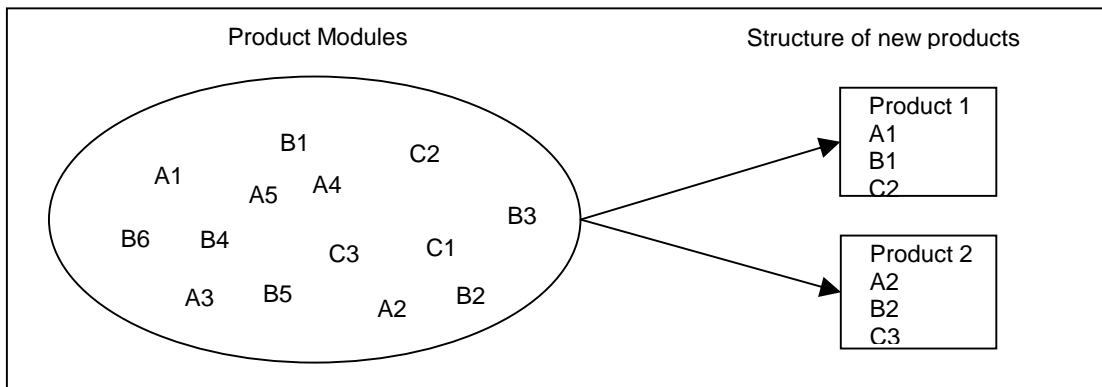 Product Modules
Structure of new products
B1
C2
A1
A5
A4
B3
B6
B4
C3
C1
A3
B5
A2
B2
Product 1
A1
B1
C2
Product 2
A2
B2
C3